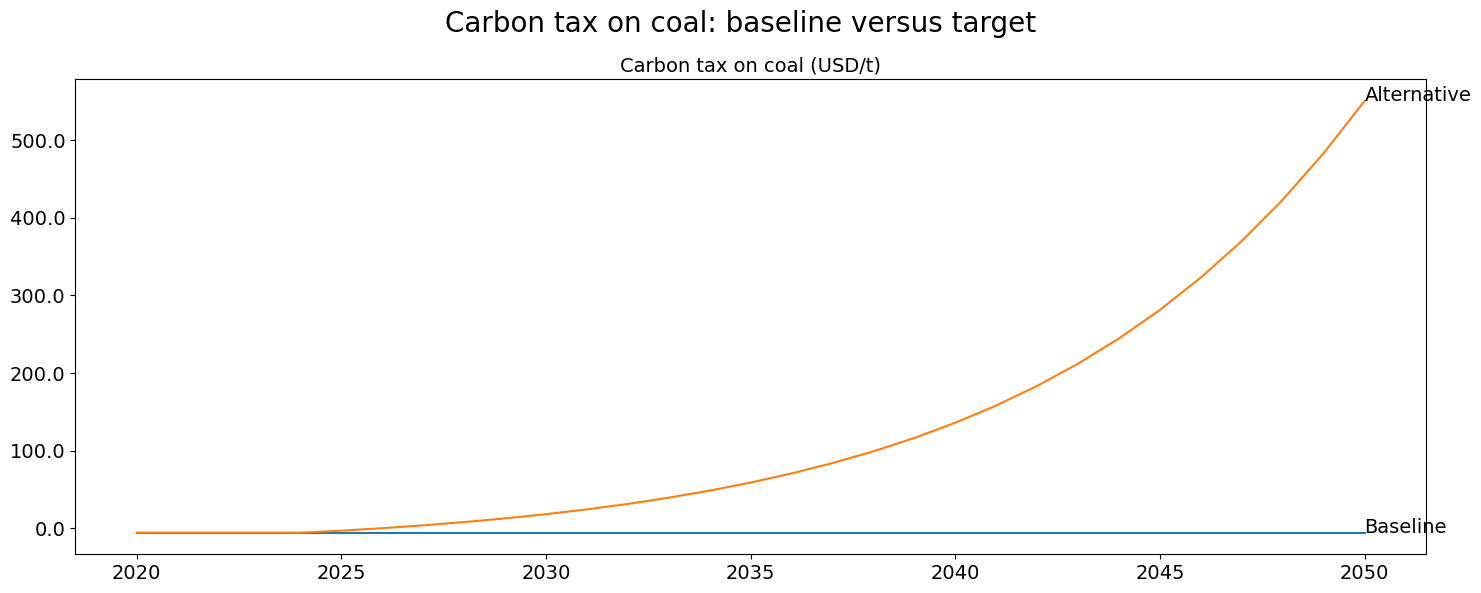 Carbon tax on coal: baseline versus target
Carbon tax on coal (USD/t)
Alternative
500.0
400.0
300.0
200.0
100.0
0.0
Baseline
2020 2025 2030 2035 2040 2045 2050